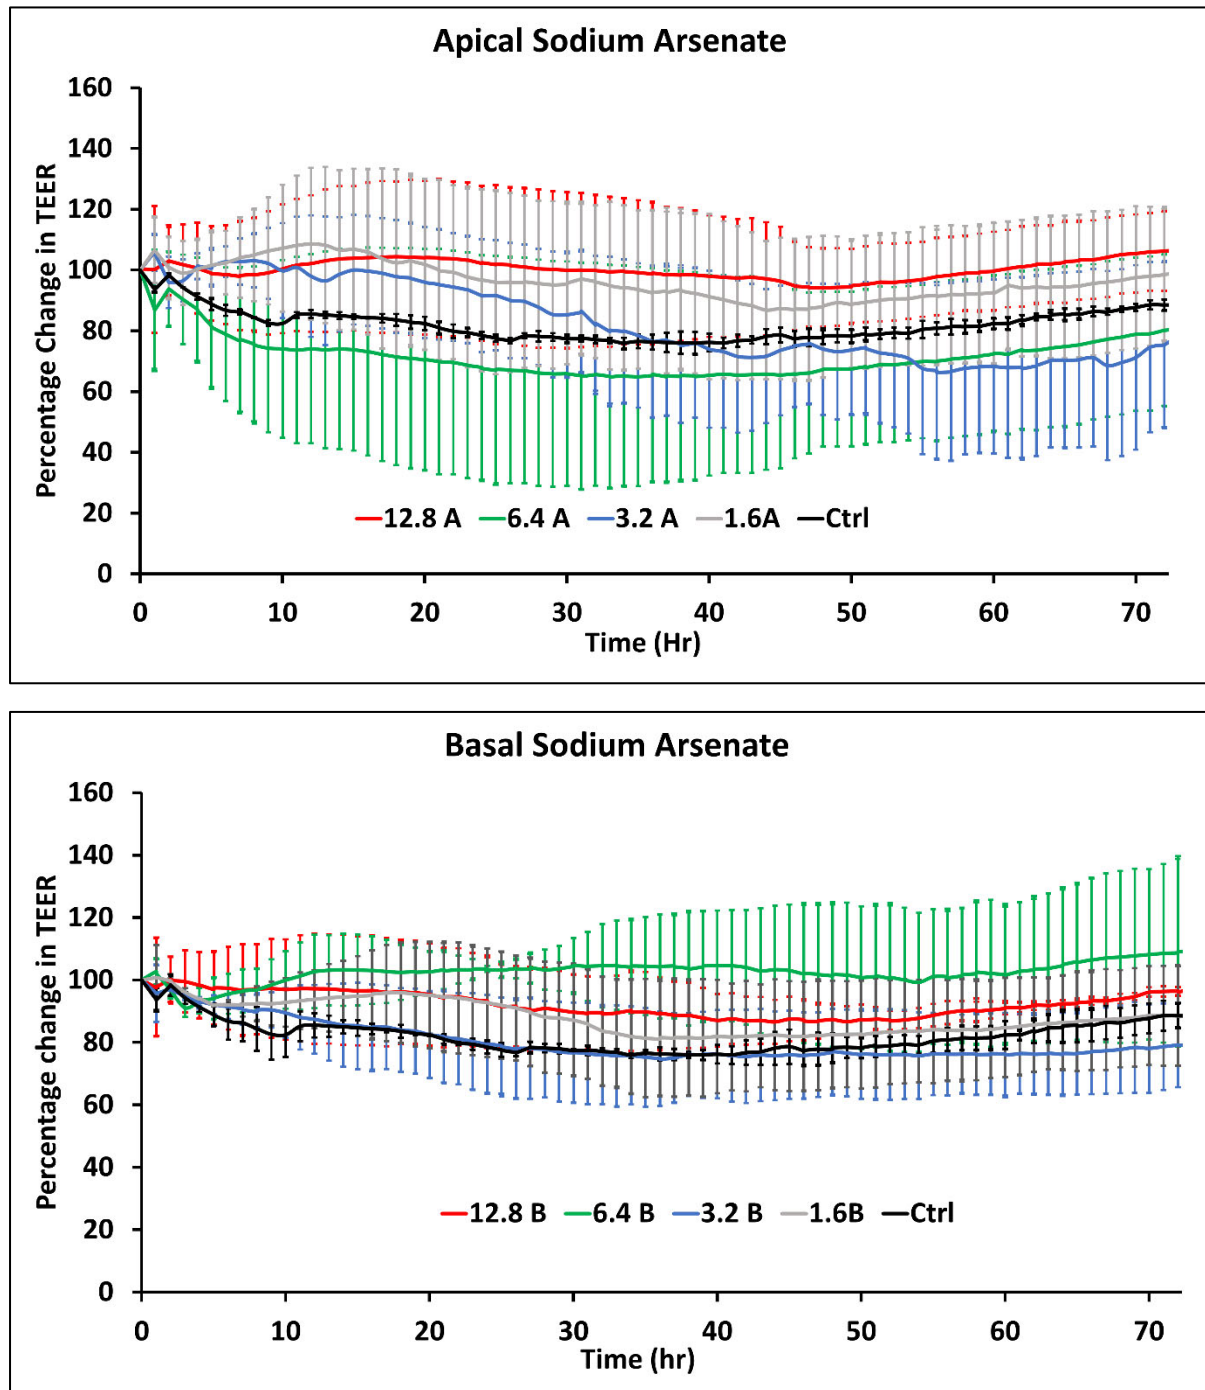 Apical Sodium Arsenate
Percentage Change in TEER
160
140
120
100
80
60
40
20
0
12.8 A 6.4 A 3.2 A 1.6A Ctrl
0 10 20 30 40 50 60 70
Time (Hr)
Basal Sodium Arsenate
Percentage change in TEER
160
140
120
100
80
60
40
20
0
12.8 B 6.4 B 3.2 B 1.6B Ctrl
0 10 20 30 40 50 60 70
Time (hr)